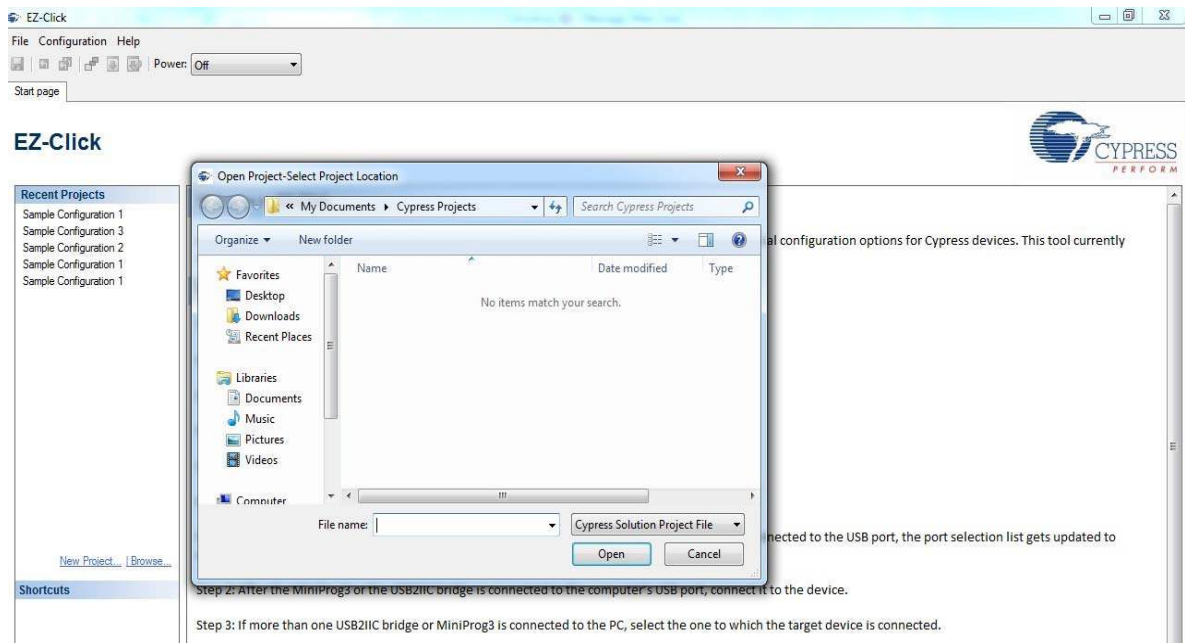 EZ-Click
File Configuration Help
Power: Off
Start page
EZ-Click
CYPRESS
PERFORM
Recent Projects
Sample Configuration 1
Sample Configuration 3
Sample Configuration 2
Sample Configuration 1
Sample Configuration 1
New Project... | Browse...
Shortcuts
Open Project-Select Project Location
« My Documents Cypress Projects
Search Cypress Projects
Organize New folder
Name Date modified Type
No items match your search.
Favorites
Desktop
Downloads
Recent Places
Libraries
Documents
Music
Pictures
Videos
Computer
File name: Cypress Solution Project File
Open Cancel
al configuration options for Cypress devices. This tool currently
nected to the USB port, the port selection list gets updated to
Step 2: After the MiniProg3 or the USB2IIC bridge is connected to the computer's USB port, connect it to the device.
Step 3: If more than one USB2IIC bridge or MiniProg3 is connected to the PC, select the one to which the target device is connected.